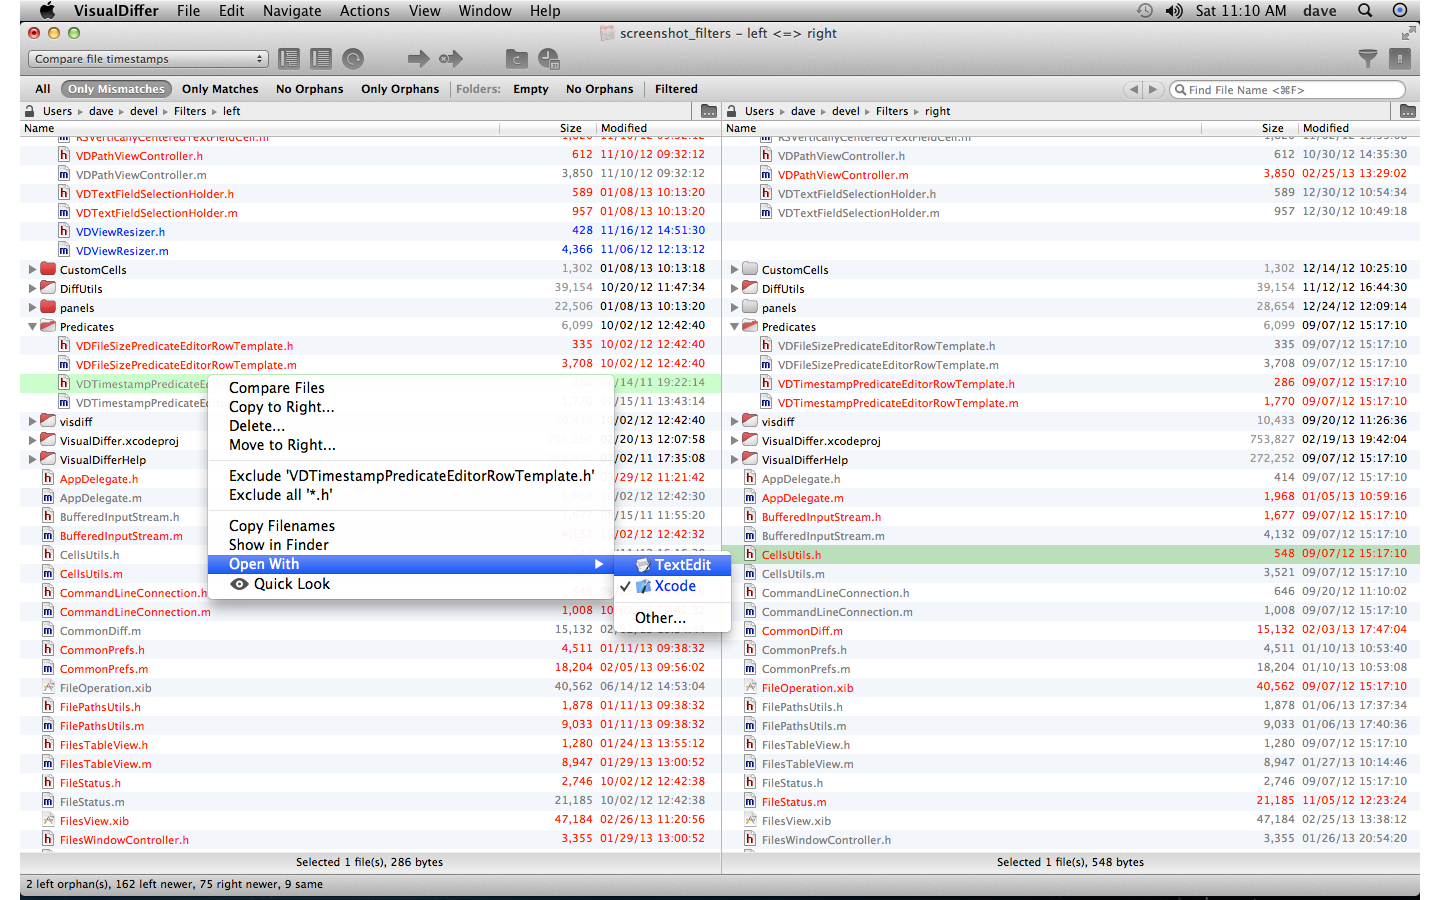 VisualDiffer File Edit Navigate Actions View Window Help Sat 11:10 AM dave
screenshot_filters - left <=> right
Compare file timestamps
All Only Mismatches Only Matches No Orphans Only Orphans Folders: Empty No Orphans Filtered Find File Name <⌘F>
Users ▸ dave ▸ devel ▸ Filters ▸ left
Name Size Modified
VDPathViewController.h 612 11/10/12 09:32:12
VDPathViewController.m 3,850 11/10/12 09:32:12
VDTextFieldSelectionHolder.h 589 01/08/13 10:13:20
VDTextFieldSelectionHolder.m 957 01/08/13 10:13:20
VDViewResizer.h 428 11/16/12 14:51:30
VDViewResizer.m 4,366 11/06/12 12:13:12
CustomCells 1,302 01/08/13 10:13:18
DiffUtils 39,154 10/20/12 11:47:34
panels 22,506 01/08/13 10:13:20
Predicates 6,099 10/02/12 12:42:40
VDFileSizePredicateEditorRowTemplate.h 335 10/02/12 12:42:40
VDFileSizePredicateEditorRowTemplate.m 3,708 10/02/12 12:42:40
VDTimestampPredicateEd /14/11 19:22:14
VDTimestampPredicateEd /15/11 13:43:14
visdiff /02/12 12:42:40
VisualDiffer.xcodeproj /20/13 12:07:58
VisualDifferHelp /02/11 17:35:08
AppDelegate.h /29/12 11:21:42
AppDelegate.m /02/12 12:42:30
BufferedInputStream.h /15/11 11:55:20
BufferedInputStream.m /02/12 12:42:40
CellsUtils.h
CellsUtils.m
CommandLineConnection.h
CommandLineConnection.m 1,008
CommonDiff.m 15,132
CommonPrefs.h 4,511 01/11/13 09:38:32
CommonPrefs.m 18,204 02/05/13 09:56:02
FileOperation.xib 40,562 06/14/12 14:53:04
FilePathsUtils.h 1,878 01/11/13 09:38:32
FilePathsUtils.m 9,033 01/11/13 09:38:32
FilesTableView.h 1,280 01/24/13 13:55:12
FilesTableView.m 8,947 01/29/13 13:00:52
FileStatus.h 2,746 10/02/12 12:42:38
FileStatus.m 21,185 10/02/12 12:42:38
FilesView.xib 47,184 02/26/13 11:20:56
FilesWindowController.h 3,355 01/29/13 13:00:52
Selected 1 file(s), 286 bytes
Compare Files
Copy to Right...
Delete...
Move to Right...
Exclude 'VDTimestampPredicateEditorRowTemplate.h'
Exclude all '*.h'
Copy Filenames
Show in Finder
Open With
Quick Look
TextEdit
Xcode
Other...
Users ▸ dave ▸ devel ▸ Filters ▸ right
Name Size Modified
VDPathViewController.h 612 10/30/12 14:35:30
VDPathViewController.m 3,850 02/25/13 13:29:02
VDTextFieldSelectionHolder.h 589 12/30/12 10:54:34
VDTextFieldSelectionHolder.m 957 12/30/12 10:49:18
CustomCells 1,302 12/14/12 10:25:10
DiffUtils 39,154 11/12/12 16:44:30
panels 28,654 12/24/12 12:09:14
Predicates 6,099 09/07/12 15:17:10
VDFileSizePredicateEditorRowTemplate.h 335 09/07/12 15:17:10
VDFileSizePredicateEditorRowTemplate.m 3,708 09/07/12 15:17:10
VDTimestampPredicateEditorRowTemplate.h 286 09/07/12 15:17:10
VDTimestampPredicateEditorRowTemplate.m 1,770 09/07/12 15:17:10
visdiff 10,433 09/20/12 11:26:36
VisualDiffer.xcodeproj 753,827 02/19/13 19:42:04
VisualDifferHelp 272,252 09/07/12 15:17:10
AppDelegate.h 414 09/07/12 15:17:10
AppDelegate.m 1,968 01/05/13 10:59:16
BufferedInputStream.h 1,677 09/07/12 15:17:10
BufferedInputStream.m 4,132 09/07/12 15:17:10
CellsUtils.h 548 09/07/12 15:17:10
CellsUtils.m 3,521 09/07/12 15:17:10
CommandLineConnection.h 646 09/20/12 11:10:02
CommandLineConnection.m 1,008 09/07/12 15:17:10
CommonDiff.m 15,132 02/03/13 17:47:04
CommonPrefs.h 4,511 01/10/13 10:53:40
CommonPrefs.m 18,204 01/10/13 10:53:08
FileOperation.xib 40,562 09/07/12 15:17:10
FilePathsUtils.h 1,878 01/06/13 17:37:34
FilePathsUtils.m 9,033 01/06/13 17:40:36
FilesTableView.h 1,280 09/07/12 15:17:10
FilesTableView.m 8,947 01/27/13 10:14:46
FileStatus.h 2,746 09/07/12 15:17:10
FileStatus.m 21,185 11/05/12 12:23:24
FilesView.xib 47,184 02/25/13 13:38:12
FilesWindowController.h 3,355 01/26/13 20:54:20
Selected 1 file(s), 548 bytes
2 left orphan(s), 162 left newer, 75 right newer, 9 same